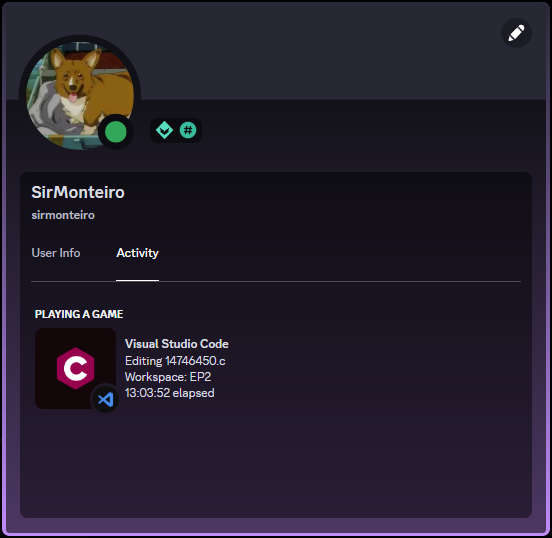 #
SirMonteiro
sirmonteiro
User Info Activity
PLAYING A GAME
C
Visual Studio Code
Editing 14746450.c
Workspace: EP2
13:03:52 elapsed